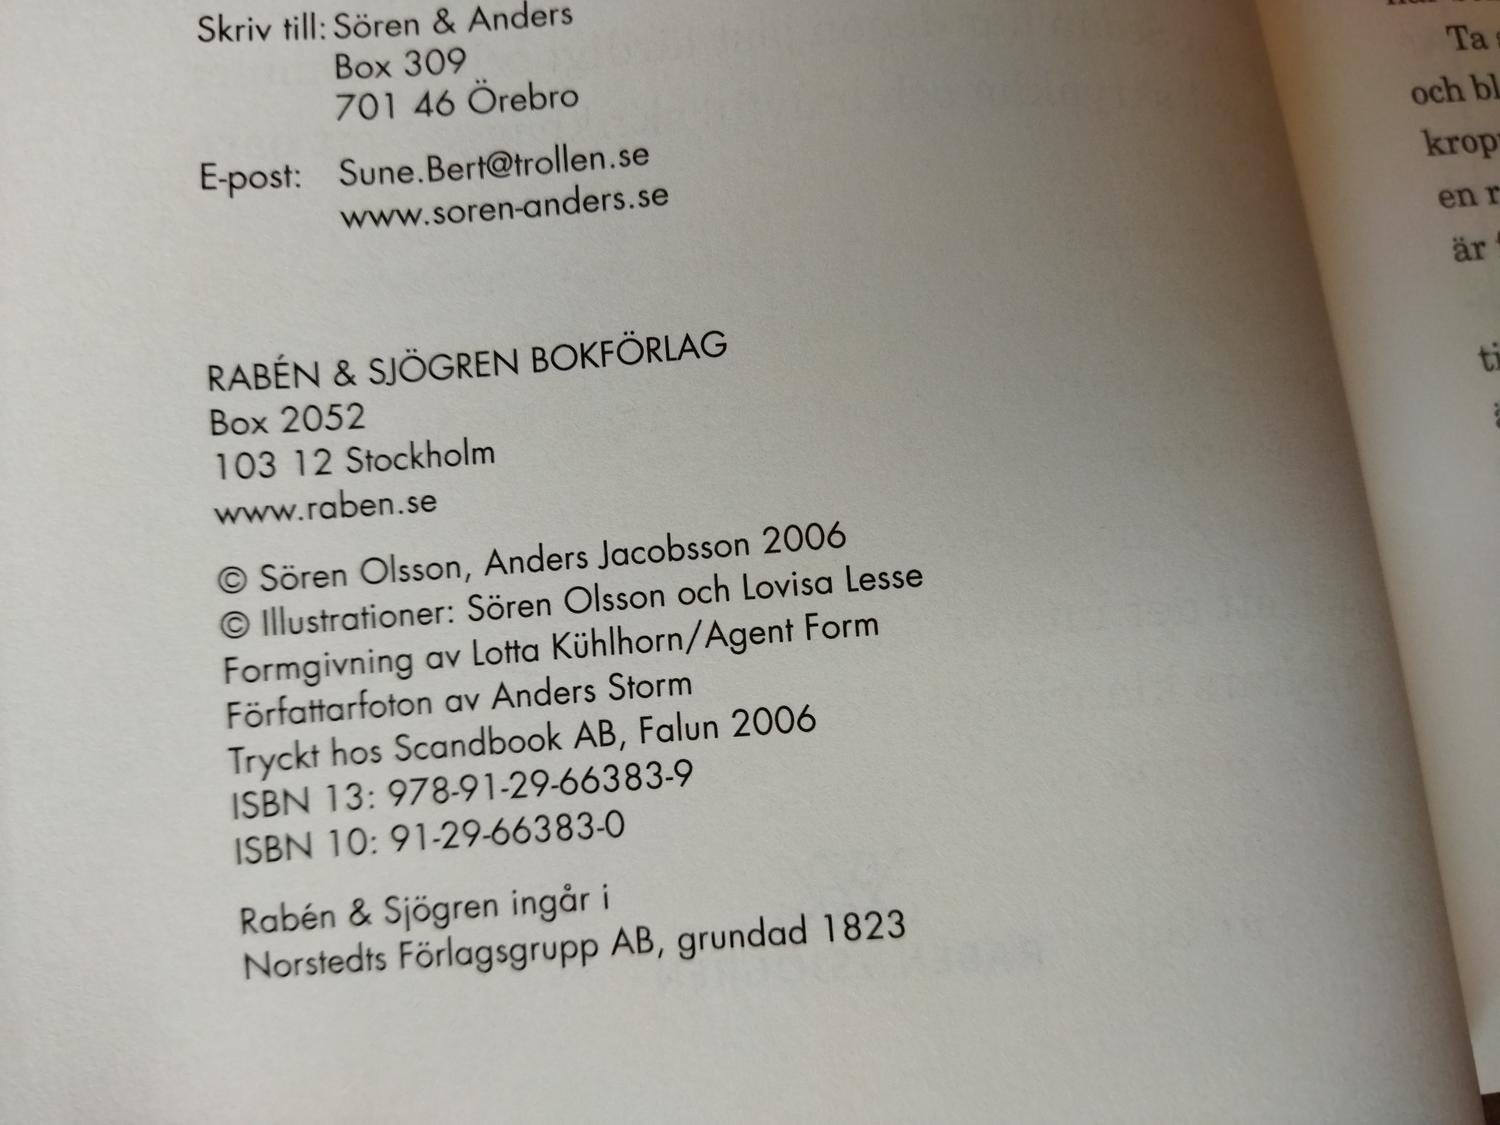 Skriv till: Sören & Anders
Box 309
701 46 Örebro
E-post: Sune.Bert@trollen.se
www.soren-anders.se
RABÉN & SJÖGREN BOKFÖRLAG
Box 2052
103 12 Stockholm
www.raben.se
© Sören Olsson, Anders Jacobsson 2006
© Illustrationer: Sören Olsson och Lovisa Lesse
Formgivning av Lotta Kühlhorn/Agent Form
Författarfoton av Anders Storm
Tryckt hos Scandbook AB, Falun 2006
ISBN 13: 978-91-29-66383-9
ISBN 10: 91-29-66383-0
Rabén & Sjögren ingår i
Norstedts Förlagsgrupp AB, grundad 1823
Ta
och
en
är